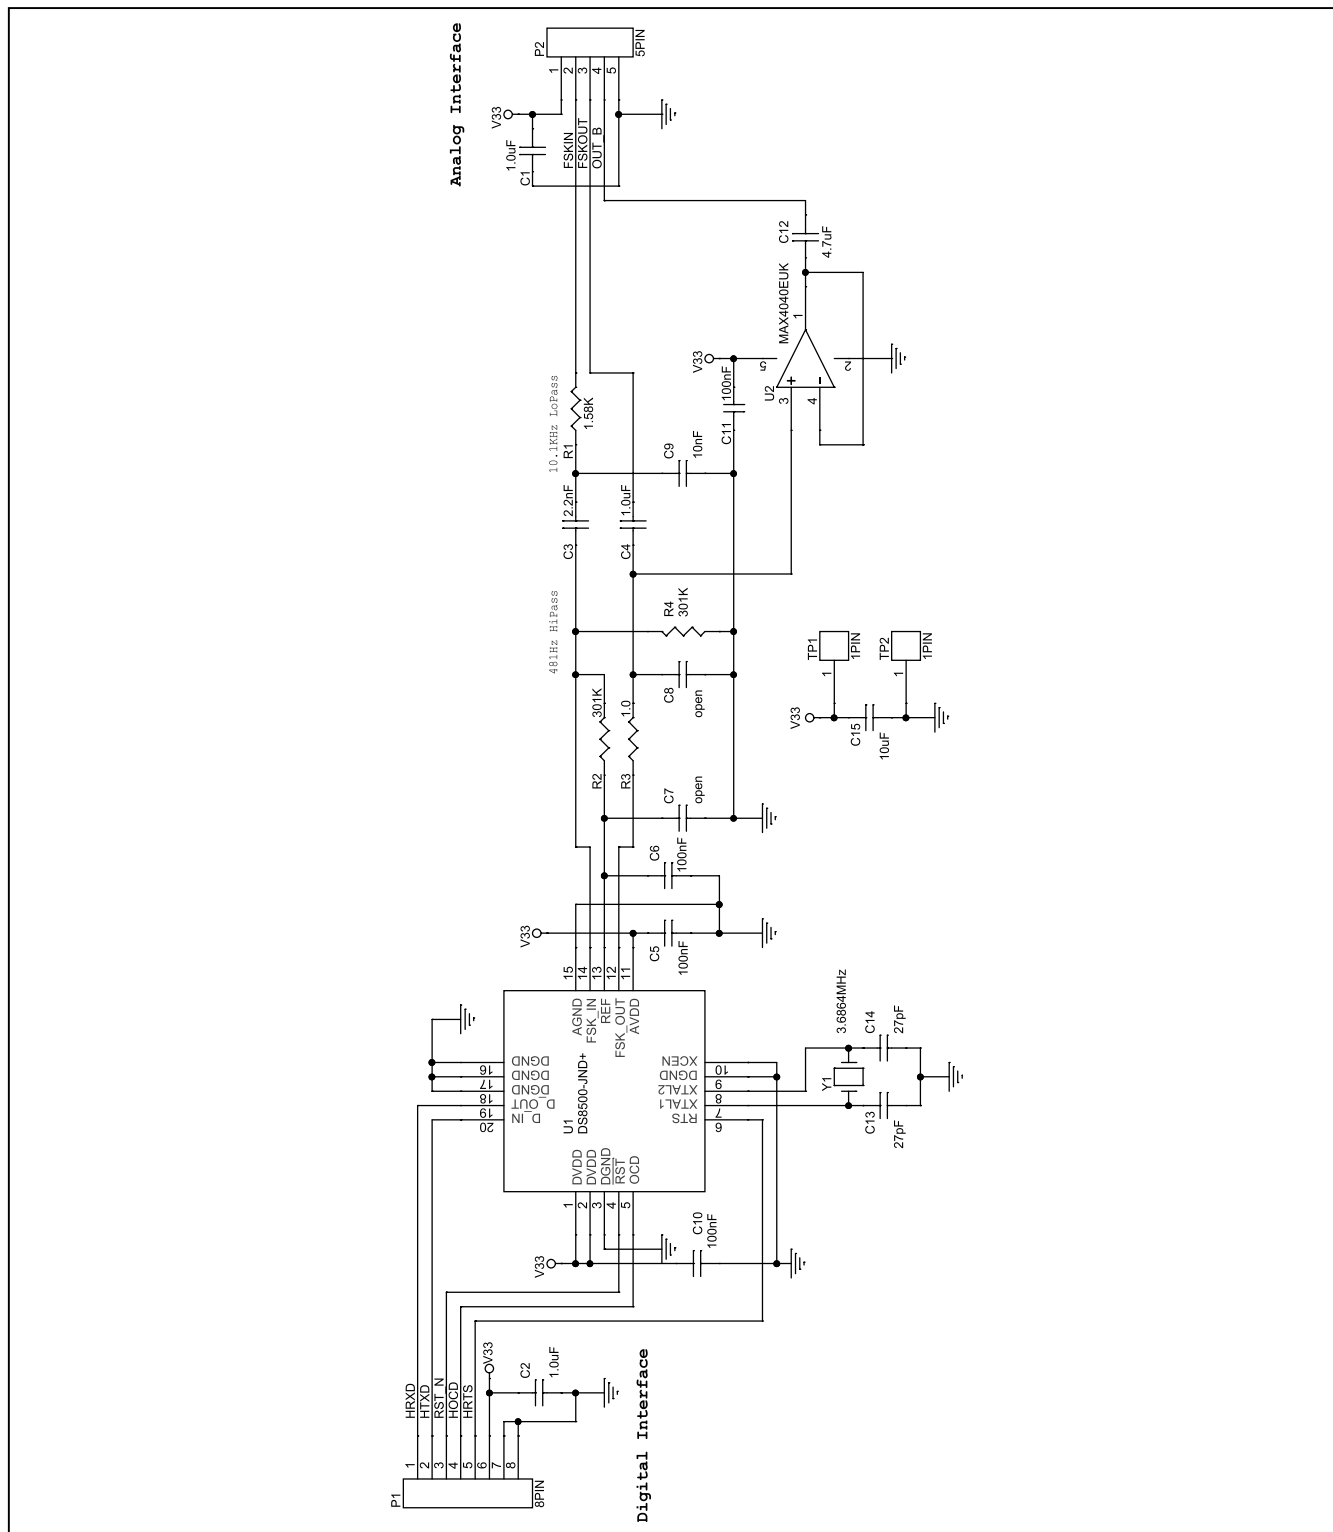 Analog Interface
P2
5PIN
1
2
3
4
5
V33
1.0uF
C1
FSKIN
FSKOUT
OUT_B
C12
4.7uF
MAX4040EUK
U2
1
5
2
3
4
+
-
V33
100nF
C11
10.1KHz LoPass
R1
1.58K
C9
10nF
2.2nF
C3
1.0uF
C4
481Hz HiPass
R4
301K
301K
R2
1.0
R3
C8
open
C7
open
C6
100nF
V33
C5
100nF
TP1
1PIN
1
TP2
1PIN
1
V33
C15
10uF
15
14
13
12
11
AGND
FSK_IN
REF
FSK_OUT
AVDD
DGND
DGND
DGND
D_OUT
D_IN
16
17
18
19
20
U1
DS8500-JND+
XCEN
DGND
XTAL2
XTAL1
RTS
10
9
8
7
6
DVDD
DVDD
DGND
RST
OCD
1
2
3
4
5
3.6864MHz
Y1
C14
27pF
C13
27pF
V33
C10
100nF
HRXD
HTXD
RST_N
HOCD
HRTS
V33
C2
1.0uF
1
2
3
4
5
6
7
8
P1
8PIN
Digital Interface